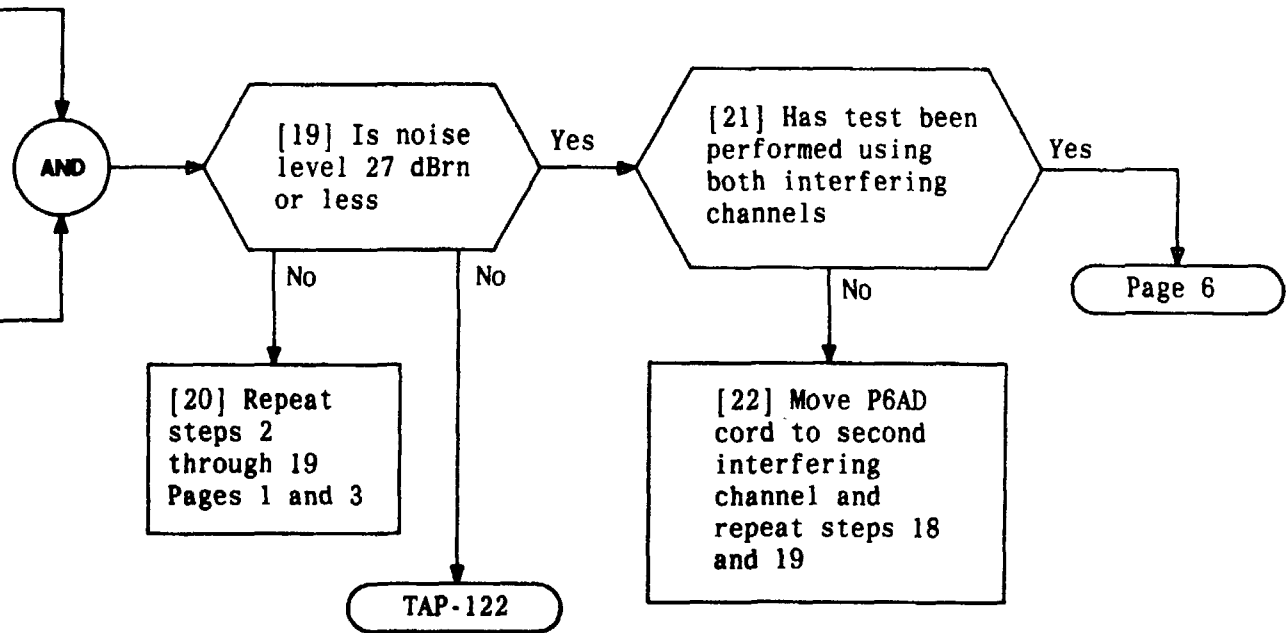 AND
[19] Is noise
level 27 dBrn
or less
Yes
No
No
[20] Repeat
steps 2
through 19
Pages 1 and 3
TAP-122
[21] Has test been
performed using
both interfering
channels
Yes
No
[22] Move P6AD
cord to second
interfering
channel and
repeat steps 18
and 19
Page 6